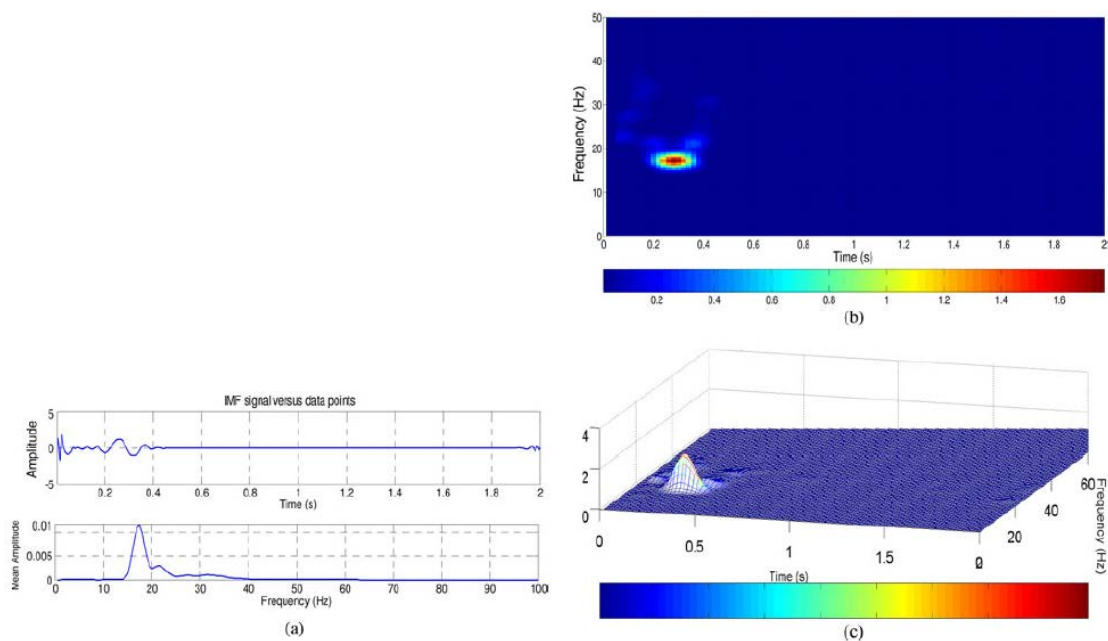 50
40
30
20
10
0
Frequency (Hz)
0 0.2 0.4 0.6 0.8 1 1.2 1.4 1.6 1.8 2
Time (s)
0.2 0.4 0.6 0.8 1 1.2 1.4 1.6
(b)
IMF signal versus data points
5
0
-5
Amplitude
0.2 0.4 0.6 0.8 1 1.2 1.4 1.6 1.8 2
Time (s)
0.01
0.005
0
Mean Amplitude
0 10 20 30 40 50 60 70 80 90 100
Frequency (Hz)
(a)
4
2
0
0 0.5 1 1.5
Time (s)
20 40 60
Frequency (Hz)
(c)